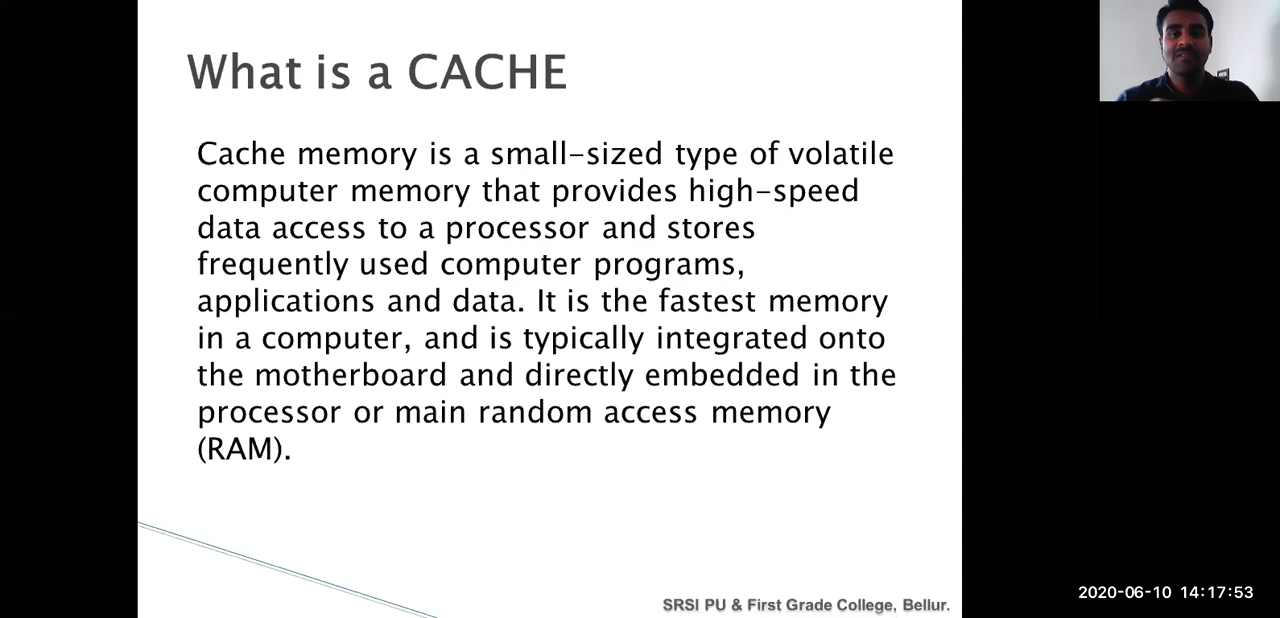 What is a CACHE
Cache memory is a small-sized type of volatile
computer memory that provides high-speed
data access to a processor and stores
frequently used computer programs,
applications and data. It is the fastest memory
in a computer, and is typically integrated onto
the motherboard and directly embedded in the
processor or main random access memory
(RAM).
SRSI PU & First Grade College, Bellur.
2020-06-10 14:17:53